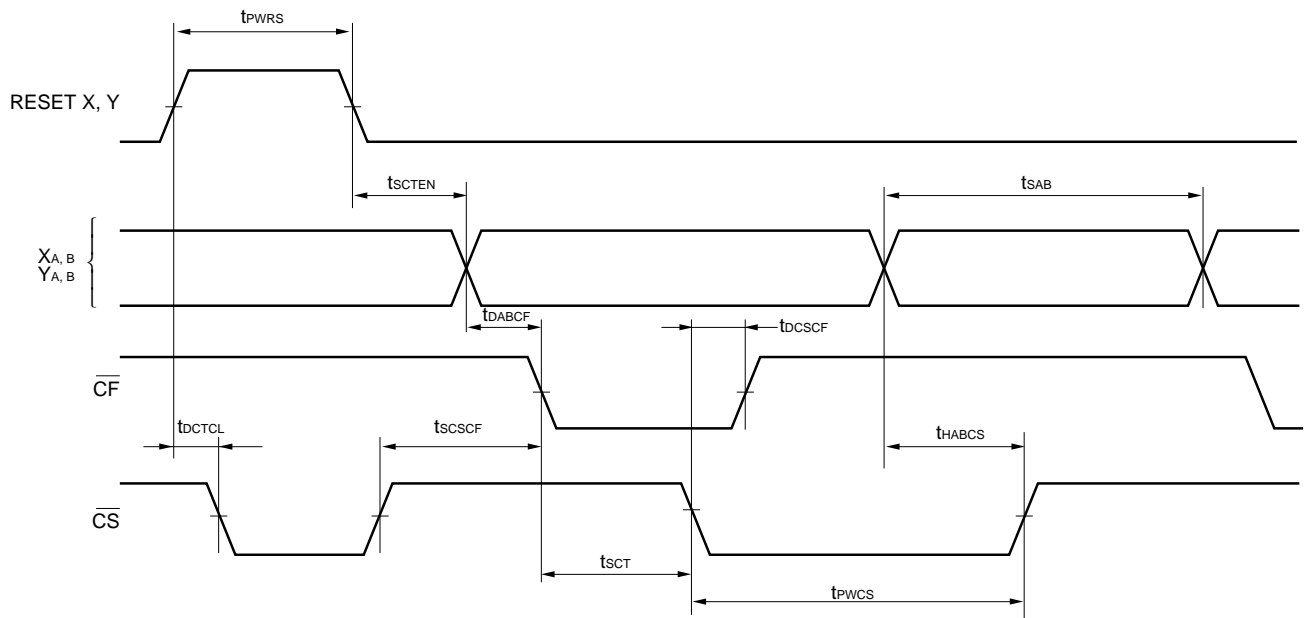 tPWRS
RESET X, Y
tSCTEN
tSAB
XA, B
YA, B
tDABCF
tDCSCF
CF
tDCTCL
tSCSCF
tHABCS
CS
tSCT
tPWCS